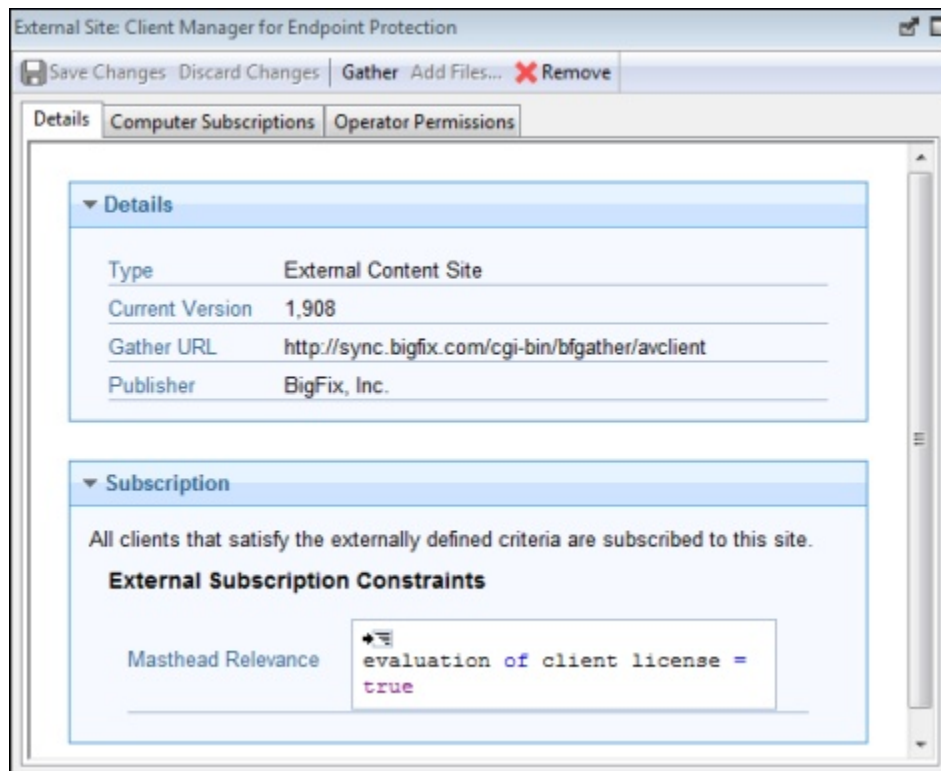 External Site: Client Manager for Endpoint Protection
Save Changes Discard Changes Gather Add Files... Remove
Details Computer Subscriptions Operator Permissions
Details
Type External Content Site
Current Version 1,908
Gather URL http://sync.bigfix.com/cgi-bin/bfgather/avclient
Publisher BigFix, Inc.
Subscription
All clients that satisfy the externally defined criteria are subscribed to this site.
External Subscription Constraints
Masthead Relevance evaluation of client license =
true